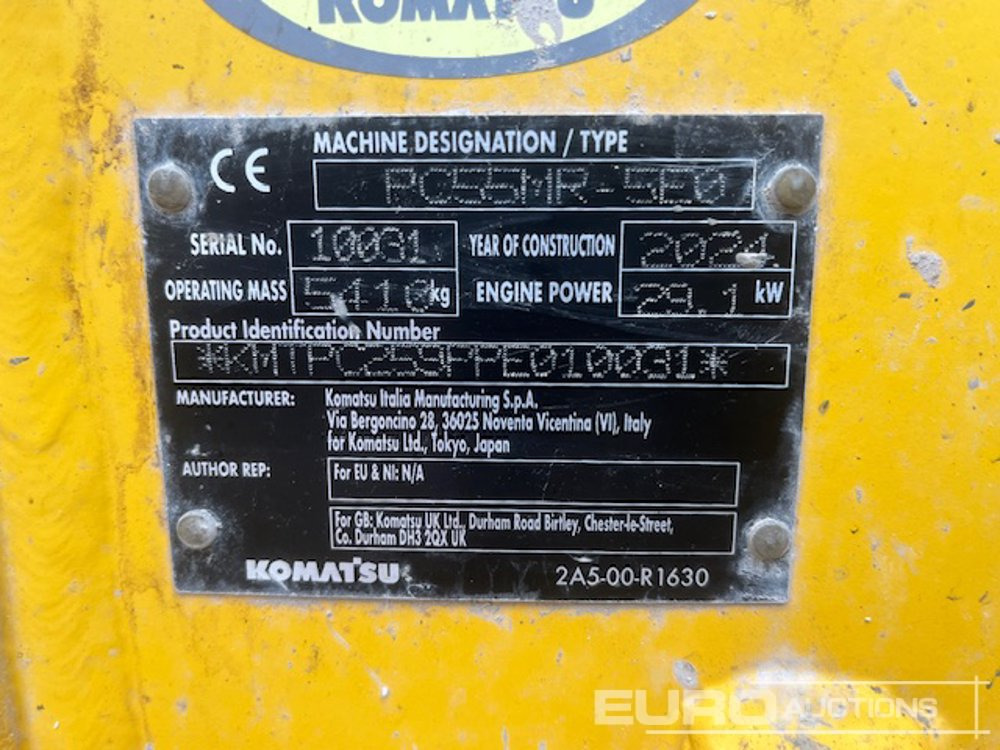 KOMATSU
CE
MACHINE DESIGNATION / TYPE
PC55MR-5E0
SERIAL No. 10031 YEAR OF CONSTRUCTION 2024
OPERATING MASS 5410 kg ENGINE POWER 29.1 kW
Product Identification Number
*KMTPC259FPE010031*
MANUFACTURER: Komatsu Italia Manufacturing S.p.A.
Via Bergoncino 28, 36025 Noventa Vicentina (VI), Italy
for Komatsu Ltd., Tokyo, Japan
AUTHOR REP: For EU & NI: N/A
For GB: Komatsu UK Ltd., Durham Road Birtley, Chester-le-Street,
Co. Durham DH3 2QX UK
KOMATSU 2A5-00-R1630
EURO AUCTIONS